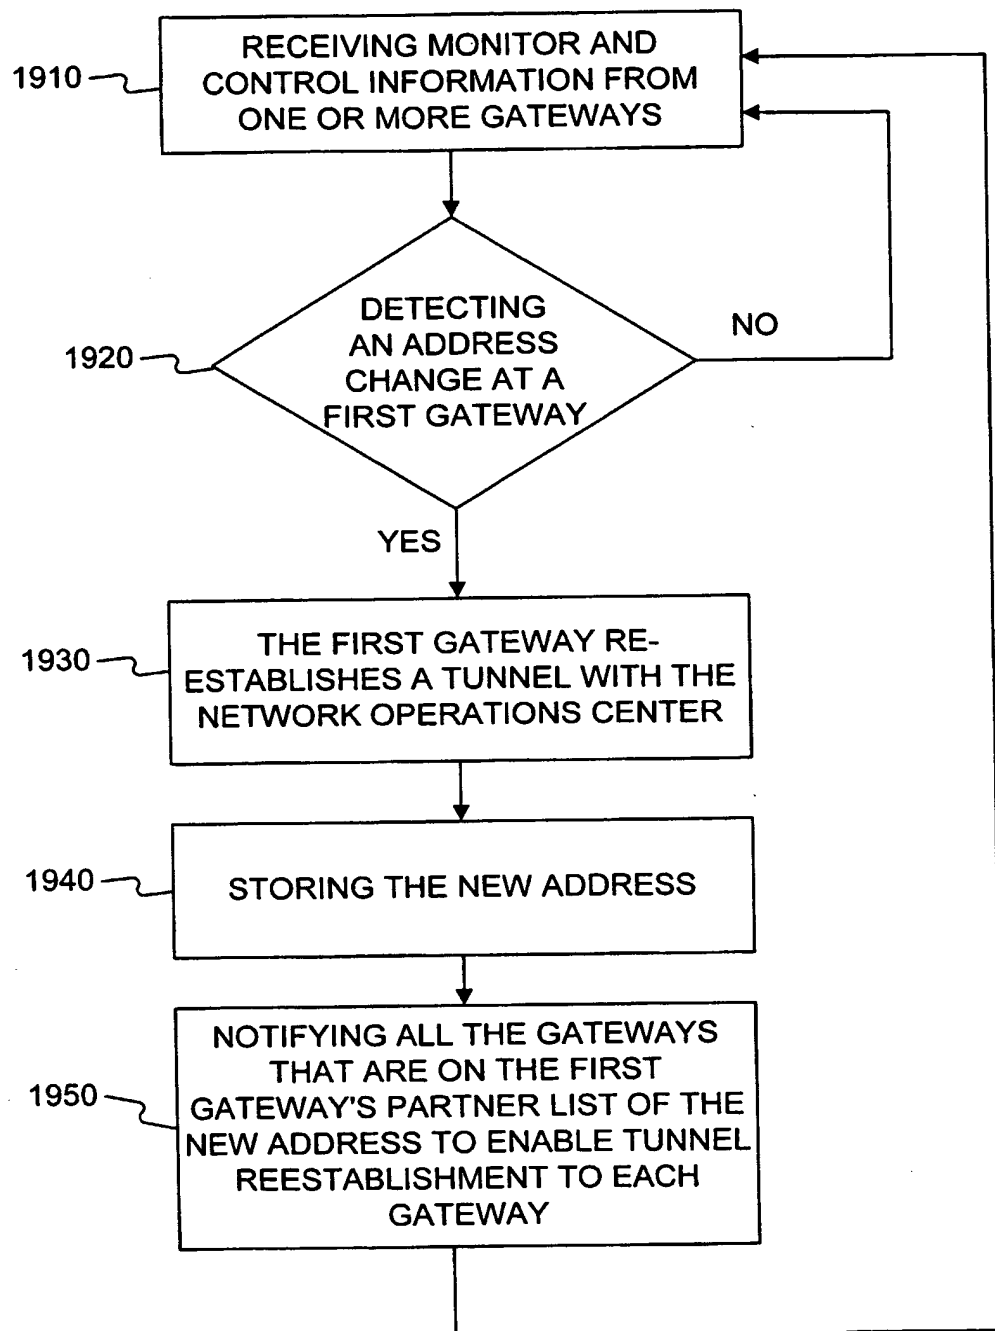 1910
RECEIVING MONITOR AND
CONTROL INFORMATION FROM
ONE OR MORE GATEWAYS
1920
DETECTING
AN ADDRESS
CHANGE AT A
FIRST GATEWAY
NO
YES
1930
THE FIRST GATEWAY RE-
ESTABLISHES A TUNNEL WITH THE
NETWORK OPERATIONS CENTER
1940
STORING THE NEW ADDRESS
1950
NOTIFYING ALL THE GATEWAYS
THAT ARE ON THE FIRST
GATEWAY'S PARTNER LIST OF THE
NEW ADDRESS TO ENABLE TUNNEL
REESTABLISHMENT TO EACH
GATEWAY